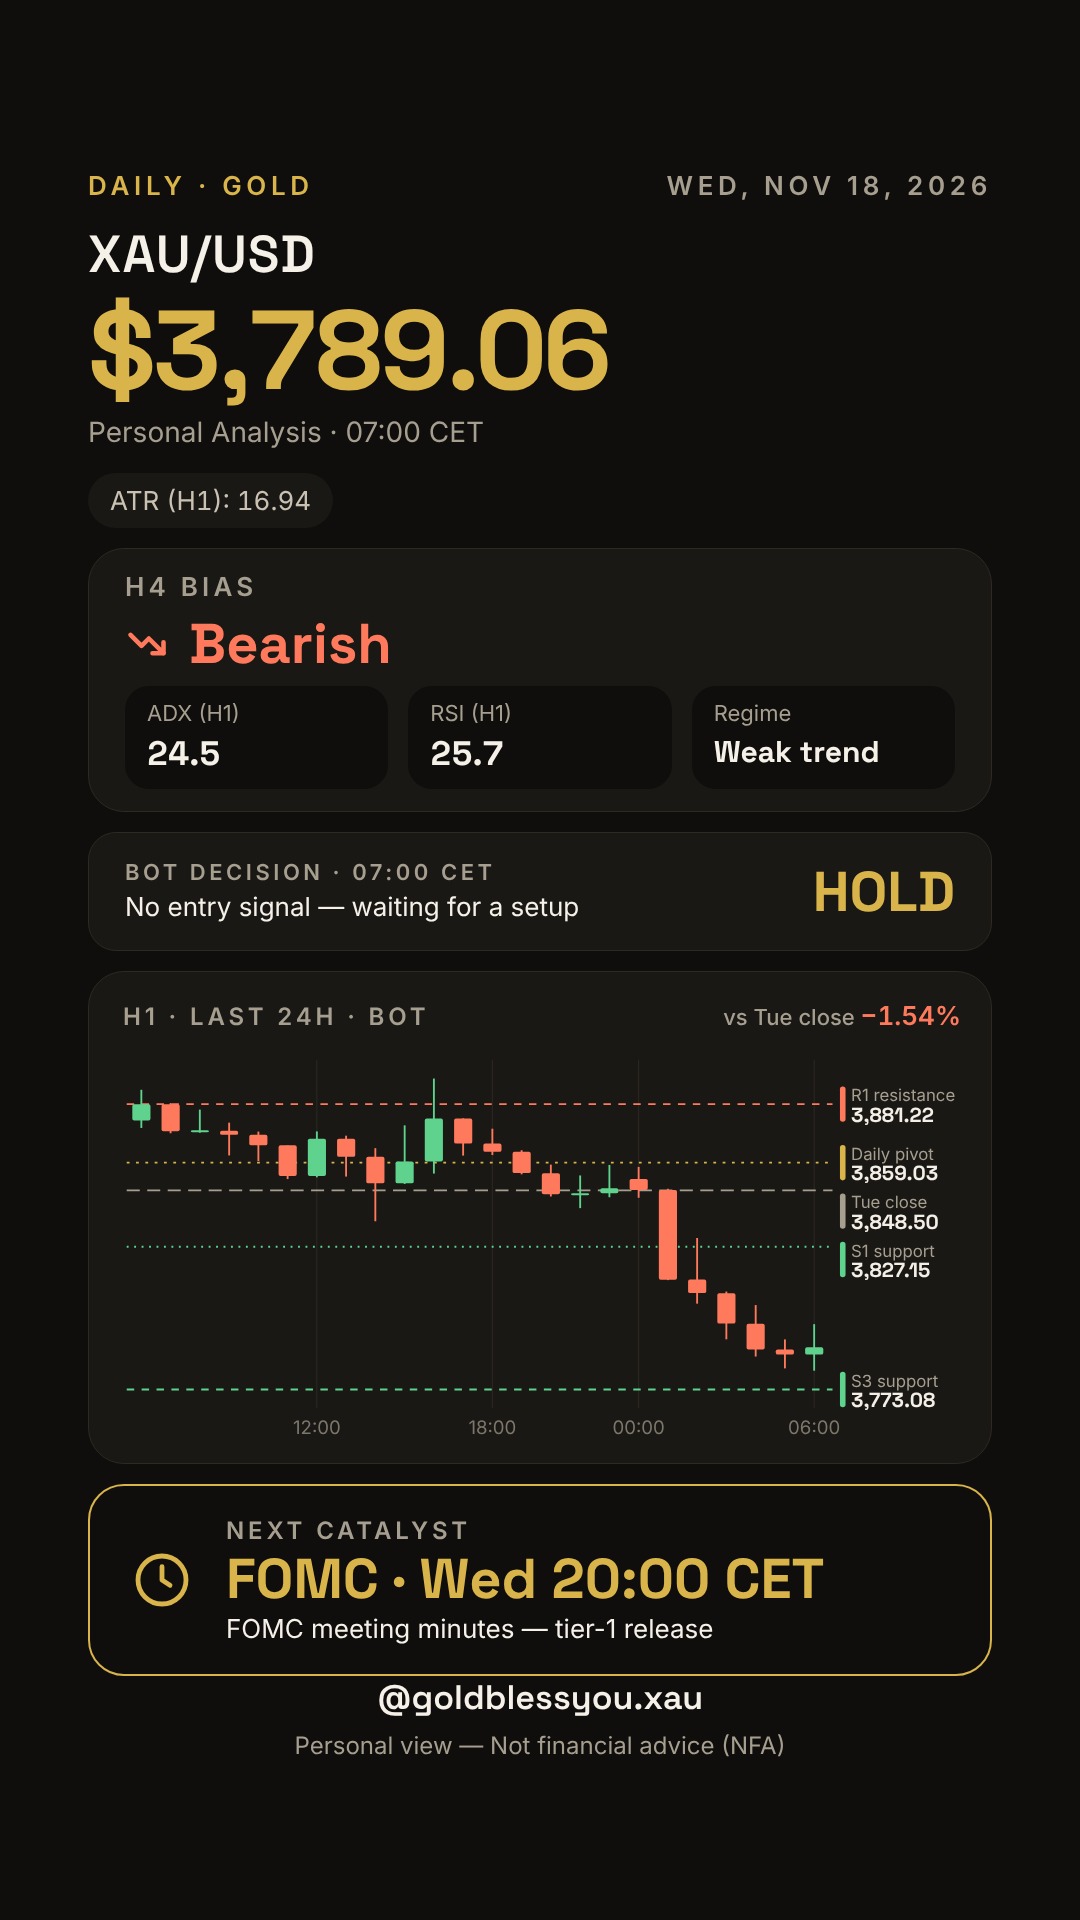 DAILY · GOLD
WED, NOV 18, 2026
XAU/USD
$3,789.06
Personal Analysis · 07:00 CET
ATR (H1): 16.94
H4 BIAS
Bearish
ADX (H1)
24.5
RSI (H1)
25.7
Regime
Weak trend
BOT DECISION · 07:00 CET
No entry signal — waiting for a setup
HOLD
H1 · LAST 24H · BOT
vs Tue close −1.54%
R1 resistance
3,881.22
Daily pivot
3,859.03
Tue close
3,848.50
S1 support
3,827.15
S3 support
3,773.08
12:00
18:00
00:00
06:00
NEXT CATALYST
FOMC · Wed 20:00 CET
FOMC meeting minutes — tier-1 release
@goldblessyou.xau
Personal view — Not financial advice (NFA)